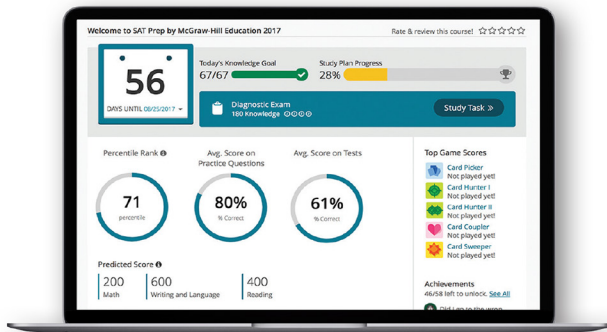 Welcome to SAT Prep by McGraw-Hill Education 2017
Rate & review this course!
56
DAYS UNTIL 08/25/2017
Today's Knowledge Goal
67/67
Study Plan Progress
28%
Diagnostic Exam
180 Knowledge
Study Task »
Percentile Rank
71
percentile
Avg. Score on
Practice Questions
80%
% Correct
Avg. Score on Tests
61%
% Correct
Top Game Scores
Card Picker
Not played yet!
Card Hunter I
Not played yet!
Card Hunter II
Not played yet!
Card Coupler
Not played yet!
Card Sweeper
Not played yet!
Predicted Score
200
Math
600
Writing and Language
400
Reading
Achievements
46/58 left to unlock. See All
Did I go to the wrong